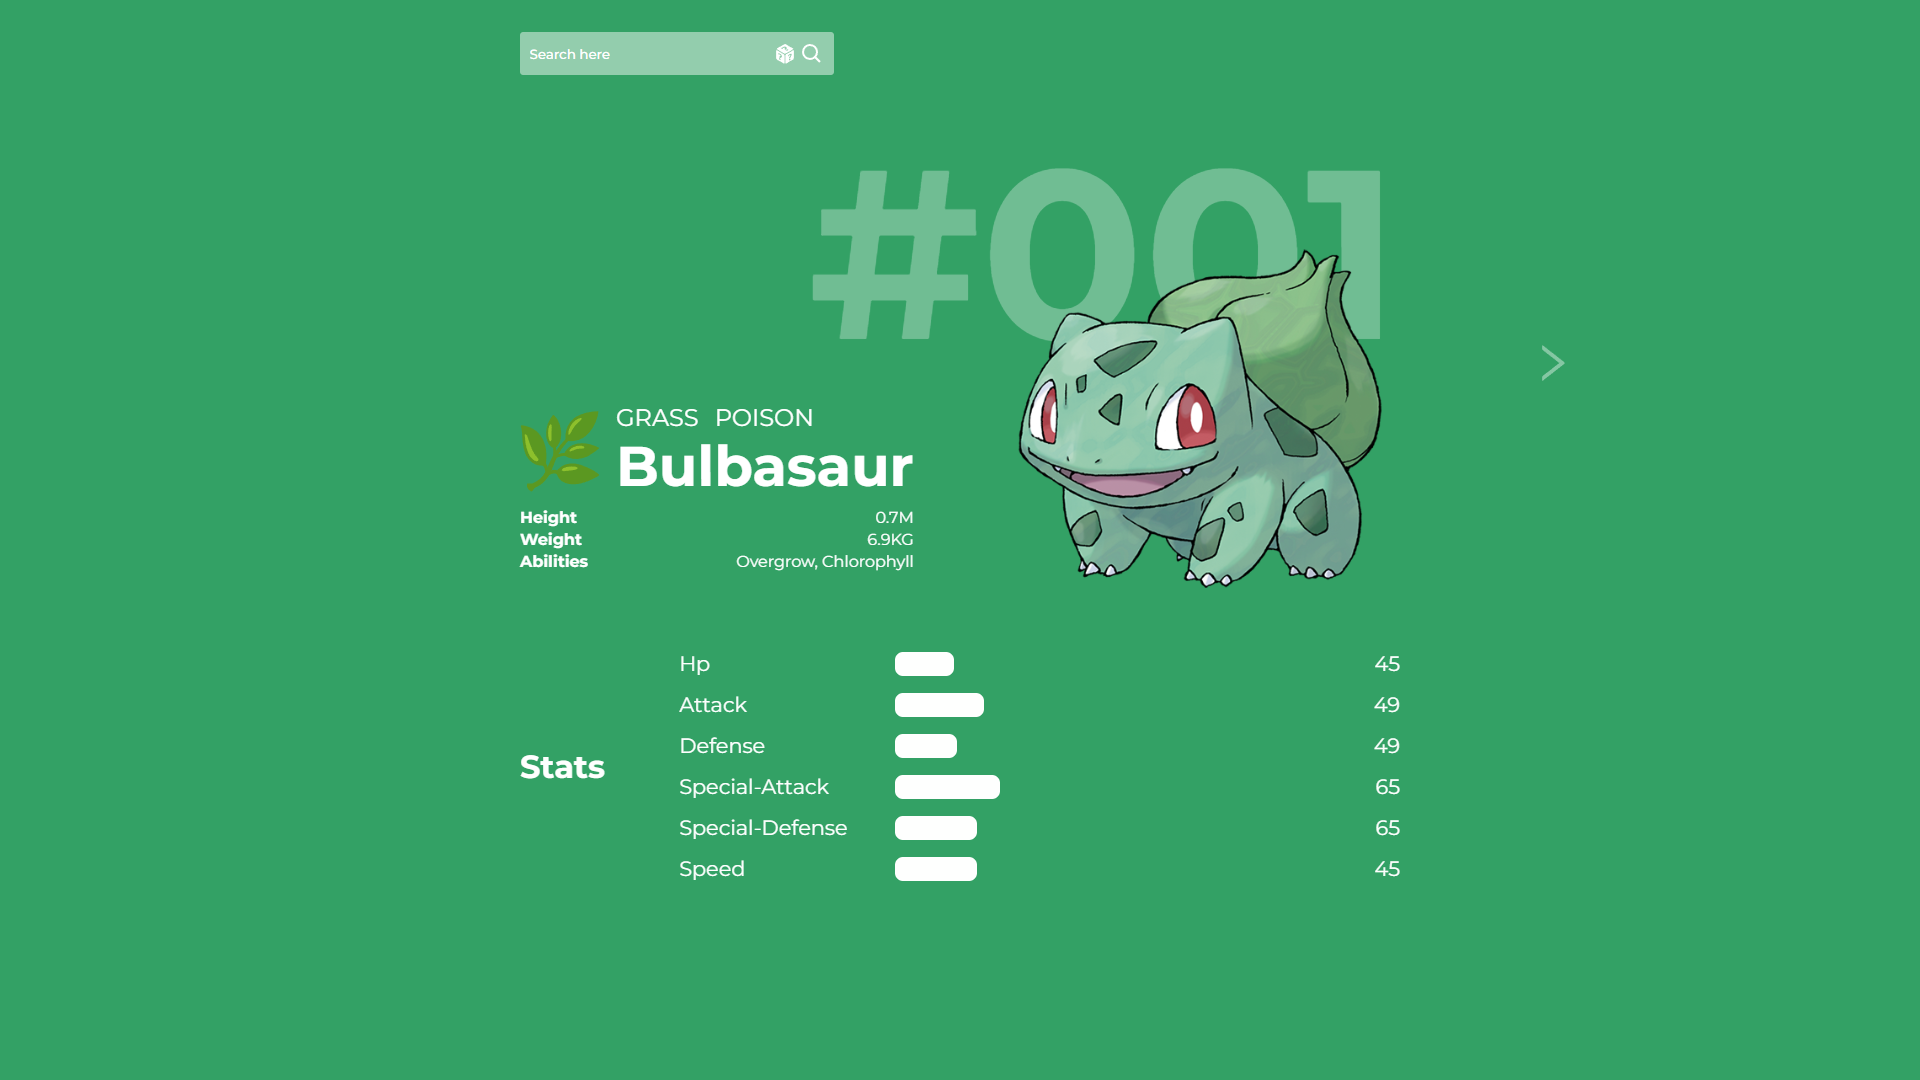 Search here
#001
GRASS POISON
Bulbasaur
Height 0.7M
Weight 6.9KG
Abilities Overgrow, Chlorophyll
Stats
Hp 45
Attack 49
Defense 49
Special-Attack 65
Special-Defense 65
Speed 45